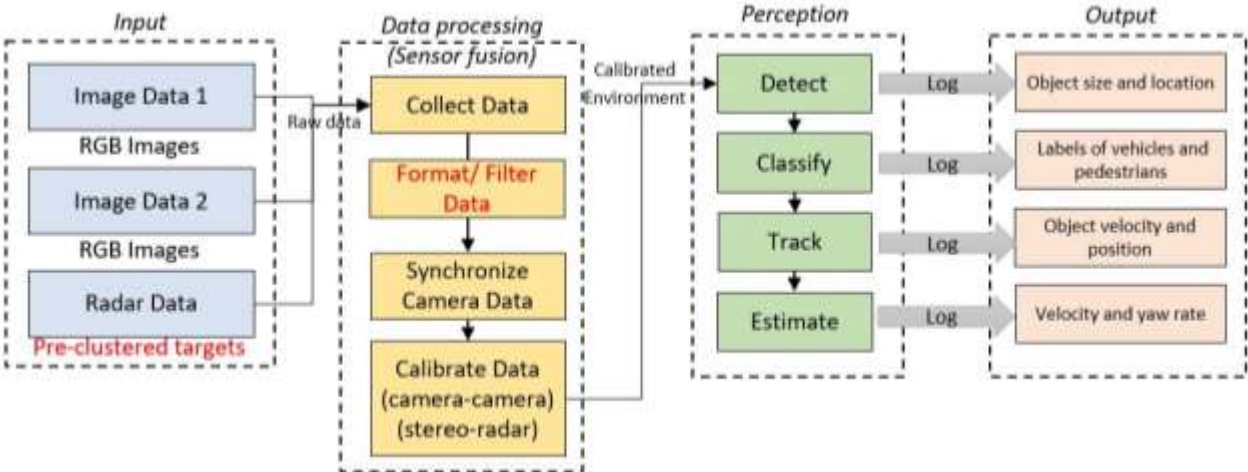 Input
Image Data 1
RGB Images
Image Data 2
RGB Images
Radar Data
Pre-clustered targets
Raw data
Data processing
(Sensor fusion)
Collect Data
Format/ Filter
Data
Synchronize
Camera Data
Calibrate Data
(camera-camera)
(stereo-radar)
Calibrated
Environment
Perception
Detect
Classify
Track
Estimate
Log
Log
Log
Log
Output
Object size and location
Labels of vehicles and
pedestrians
Object velocity and
position
Velocity and yaw rate